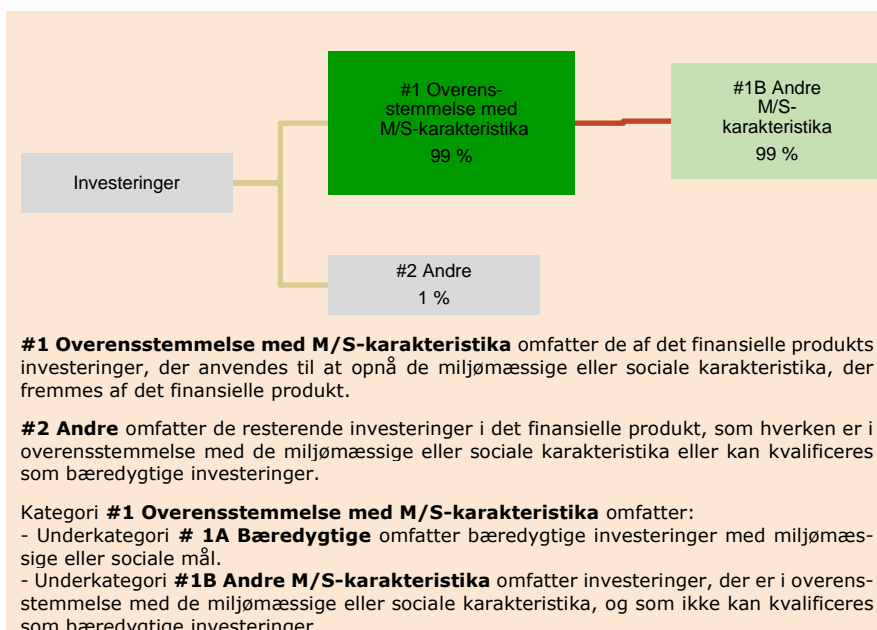 #1 Overens-
stemmelse med
M/S-karakteristika
99 %
#1B Andre
M/S-
karakteristika
99 %
Investeringer
#2 Andre
1 %
#1 Overensstemmelse med M/S-karakteristika omfatter de af det finansielle produkts
investeringer, der anvendes til at opnå de miljømæssige eller sociale karakteristika, der
fremmes af det finansielle produkt.
#2 Andre omfatter de resterende investeringer i det finansielle produkt, som hverken er i
overensstemmelse med de miljømæssige eller sociale karakteristika eller kan kvalificeres
som bæredygtige investeringer.
Kategori #1 Overensstemmelse med M/S-karakteristika omfatter:
- Underkategori # 1A Bæredygtige omfatter bæredygtige investeringer med miljømæs-
sige eller sociale mål.
- Underkategori #1B Andre M/S-karakteristika omfatter investeringer, der er i overens-
stemmelse med de miljømæssige eller sociale karakteristika, og som ikke kan kvalificeres
som bæredygtige investeringer.